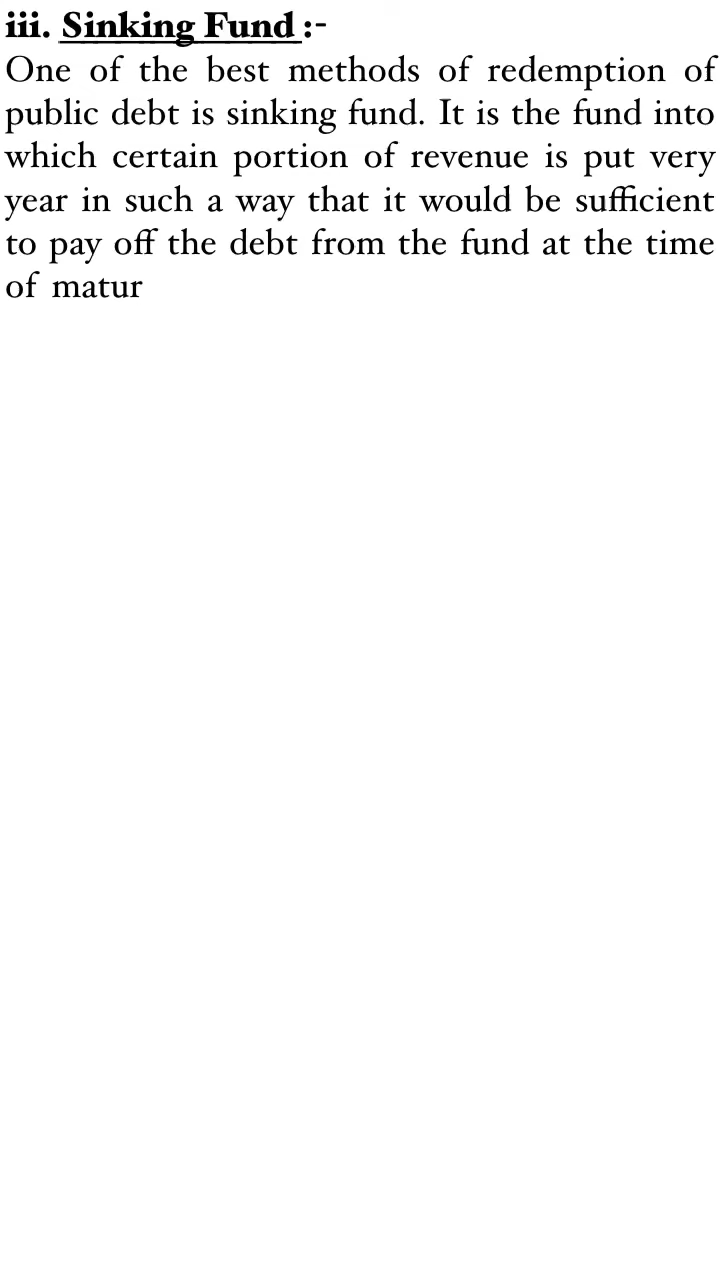 iii. Sinking Fund :-
One of the best methods of redemption of
public debt is sinking fund. It is the fund into
which certain portion of revenue is put very
year in such a way that it would be sufficient
to pay off the debt from the fund at the time
of matur